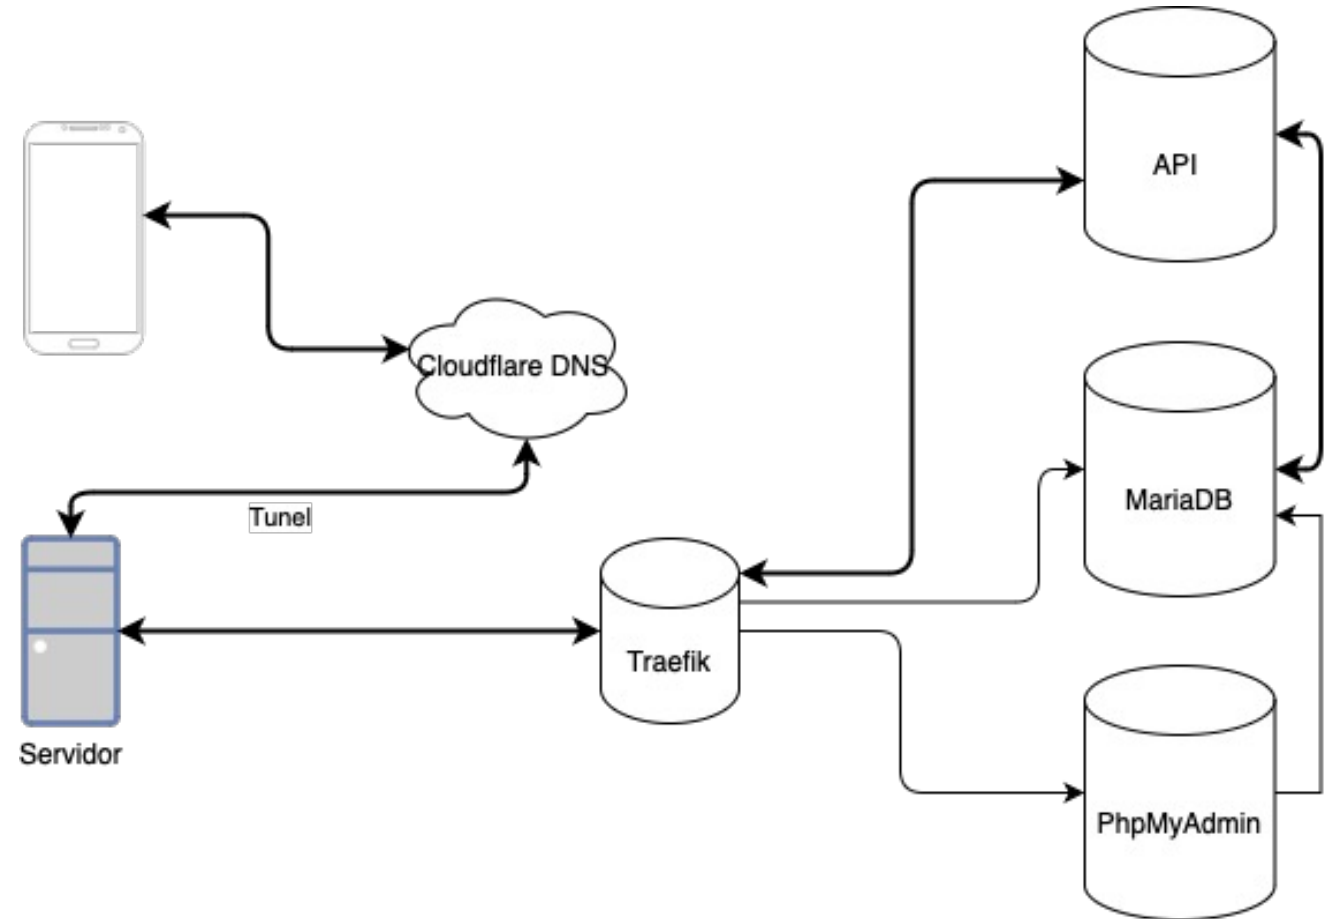 API
Cloudflare DNS
MariaDB
Tunel
Traefik
Servidor
PhpMyAdmin